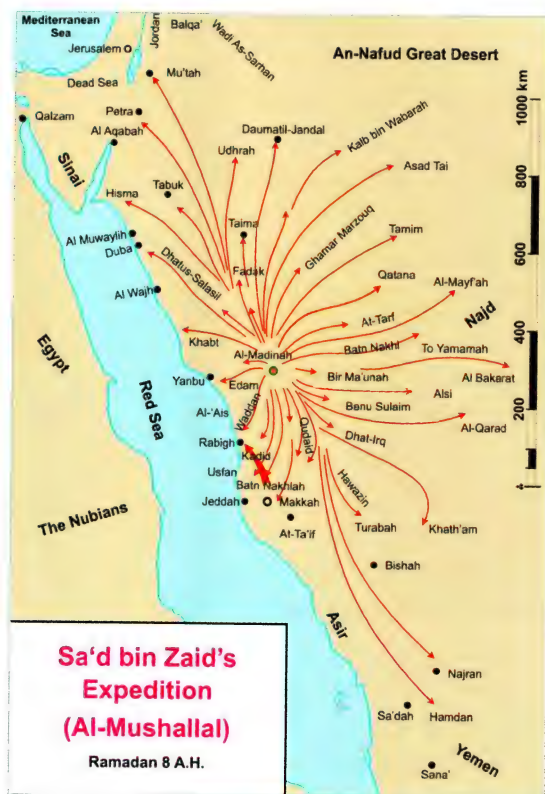 Mediterranean
Sea
Jordan
Balqa'
Wadi As-Sarhan
An-Nafud Great Desert
Jerusalem
Mu'tah
Dead Sea
Petra
Qalzam
Al Aqabah
Sinai
Daumatil-Jandal
Udhrah
Kalb bin Wabarah
Asad Tai
Hisma
Tabuk
Taima
Ghamar Marzouq
Tamim
Al Muwaylih
Duba
Dhatus-Salasil
Fadak
Qatana
Al-Mayf'ah
Al Wajh
At-Tarf
Najd
Khabt
Al-Madinah
Batn Nakhl
To Yamamah
Egypt
Red Sea
Yanbu
Edam
Bir Ma'unah
Al Bakarat
Al-'Ais
Waddan
Benu Sulaim
Alsi
Al-Qarad
Rabigh
Kadid
Qudaid
Dhat-Irq
Usfan
Batn Nakhlah
Hawazin
Jeddah
Makkah
The Nubians
At-Ta'if
Turabah
Khath'am
Bishah
Asir
Najran
Sa'dah
Hamdan
Yemen
Sana'
1000 km
800
600
400
200
4
Sa'd bin Zaid's
Expedition
(Al-Mushallal)
Ramadan 8 A.H.